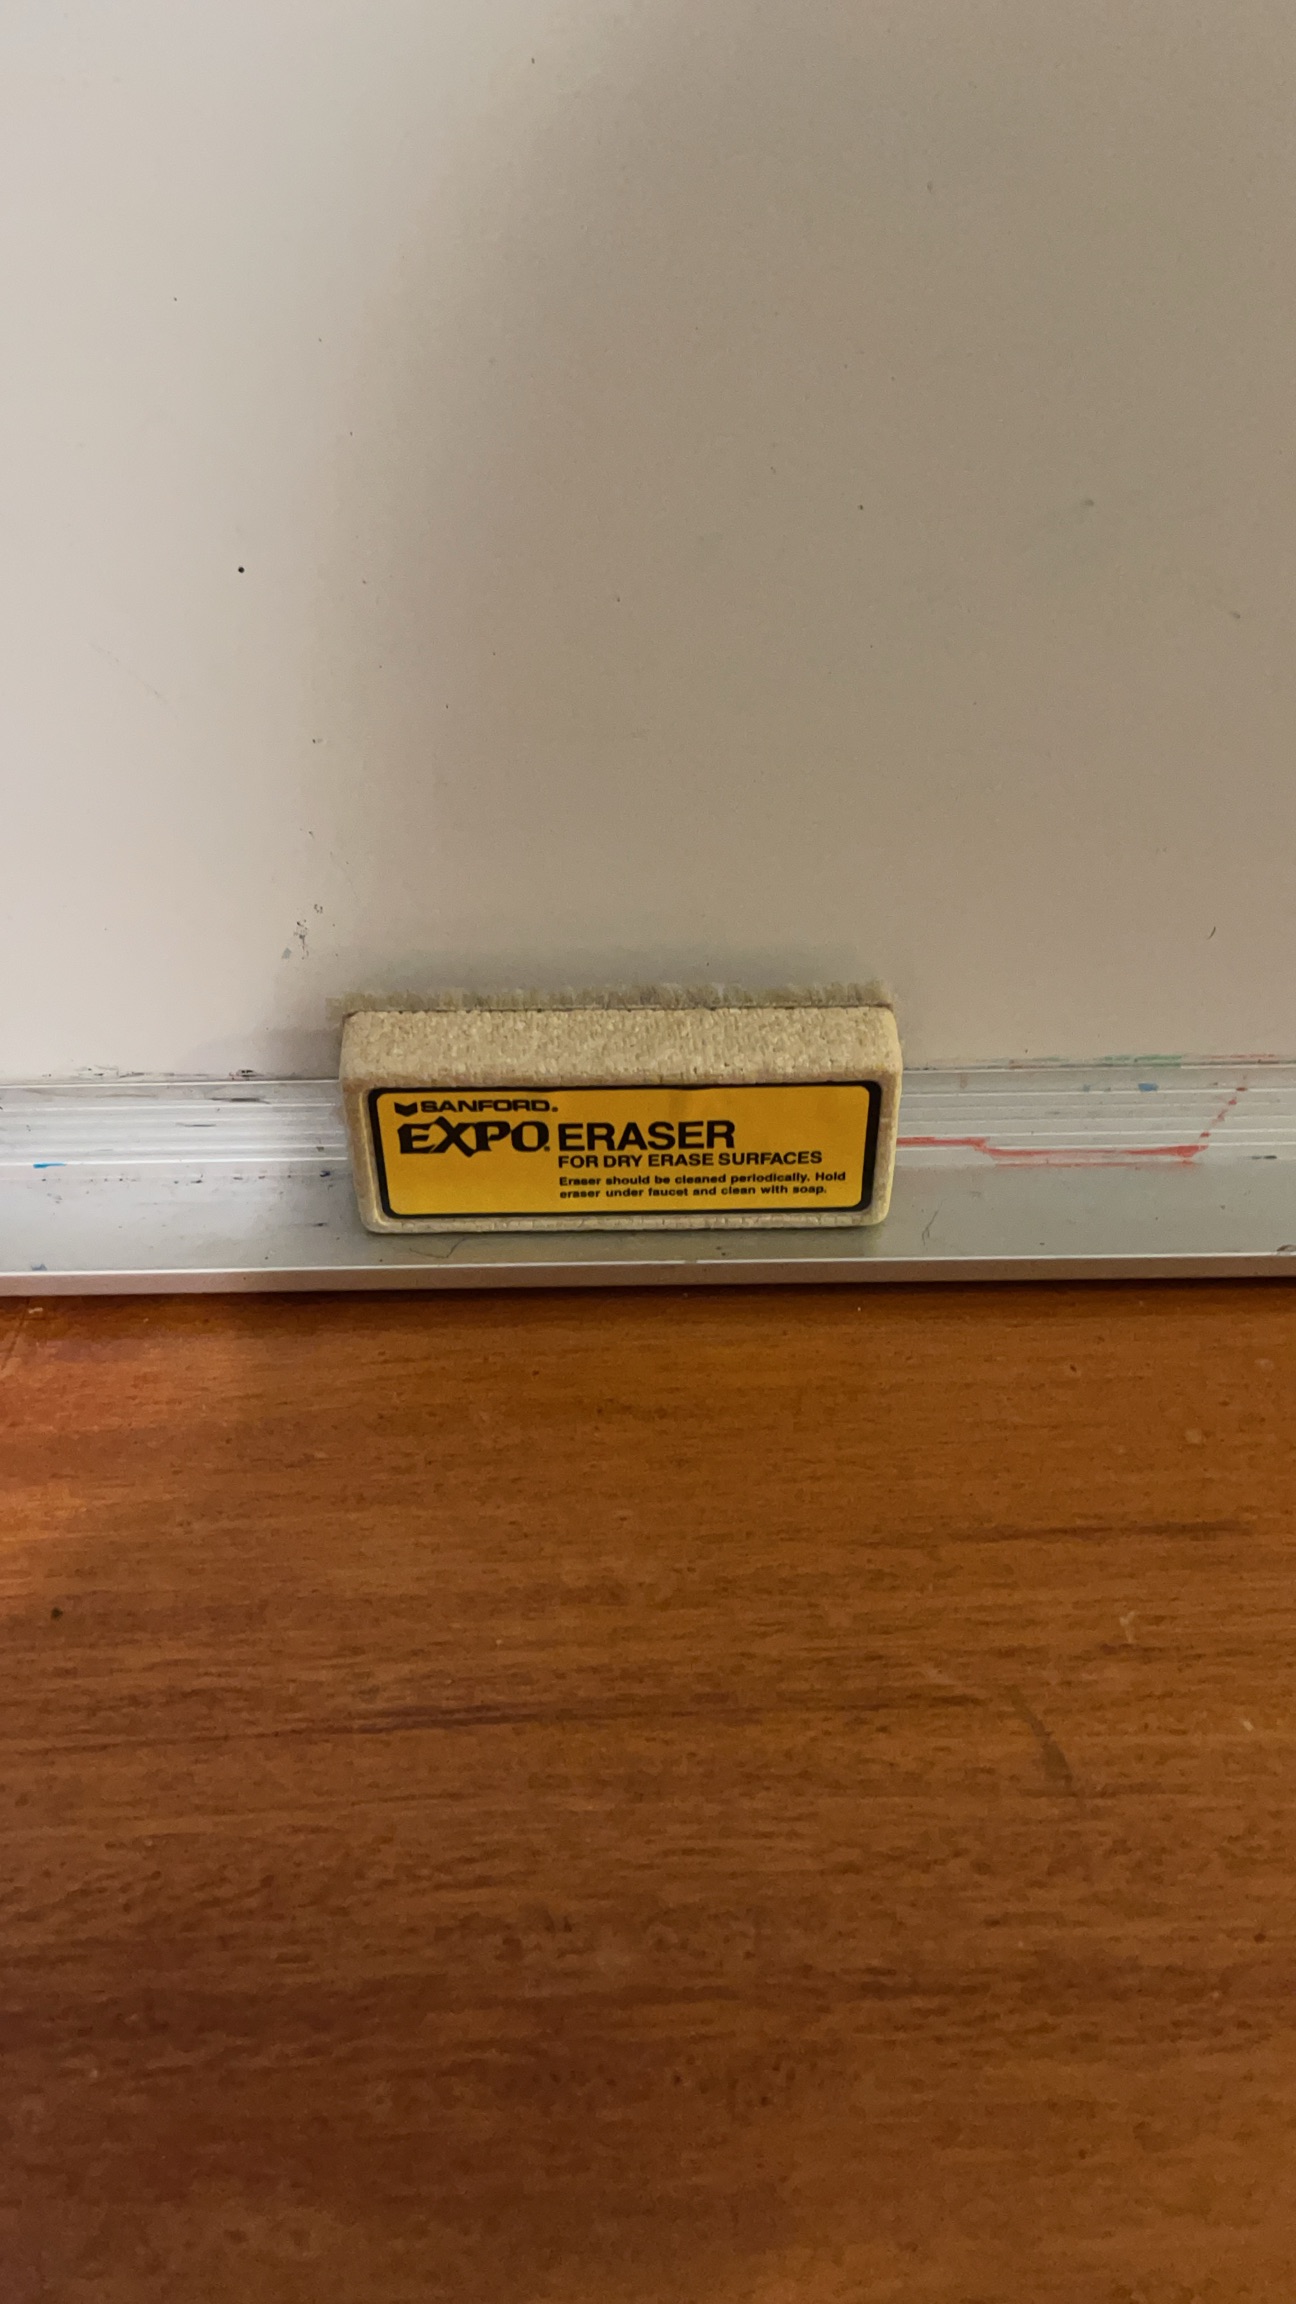 SANFORD®
EXPO® ERASER
FOR DRY ERASE SURFACES
Eraser should be cleaned periodically. Hold
eraser under faucet and clean with soap.